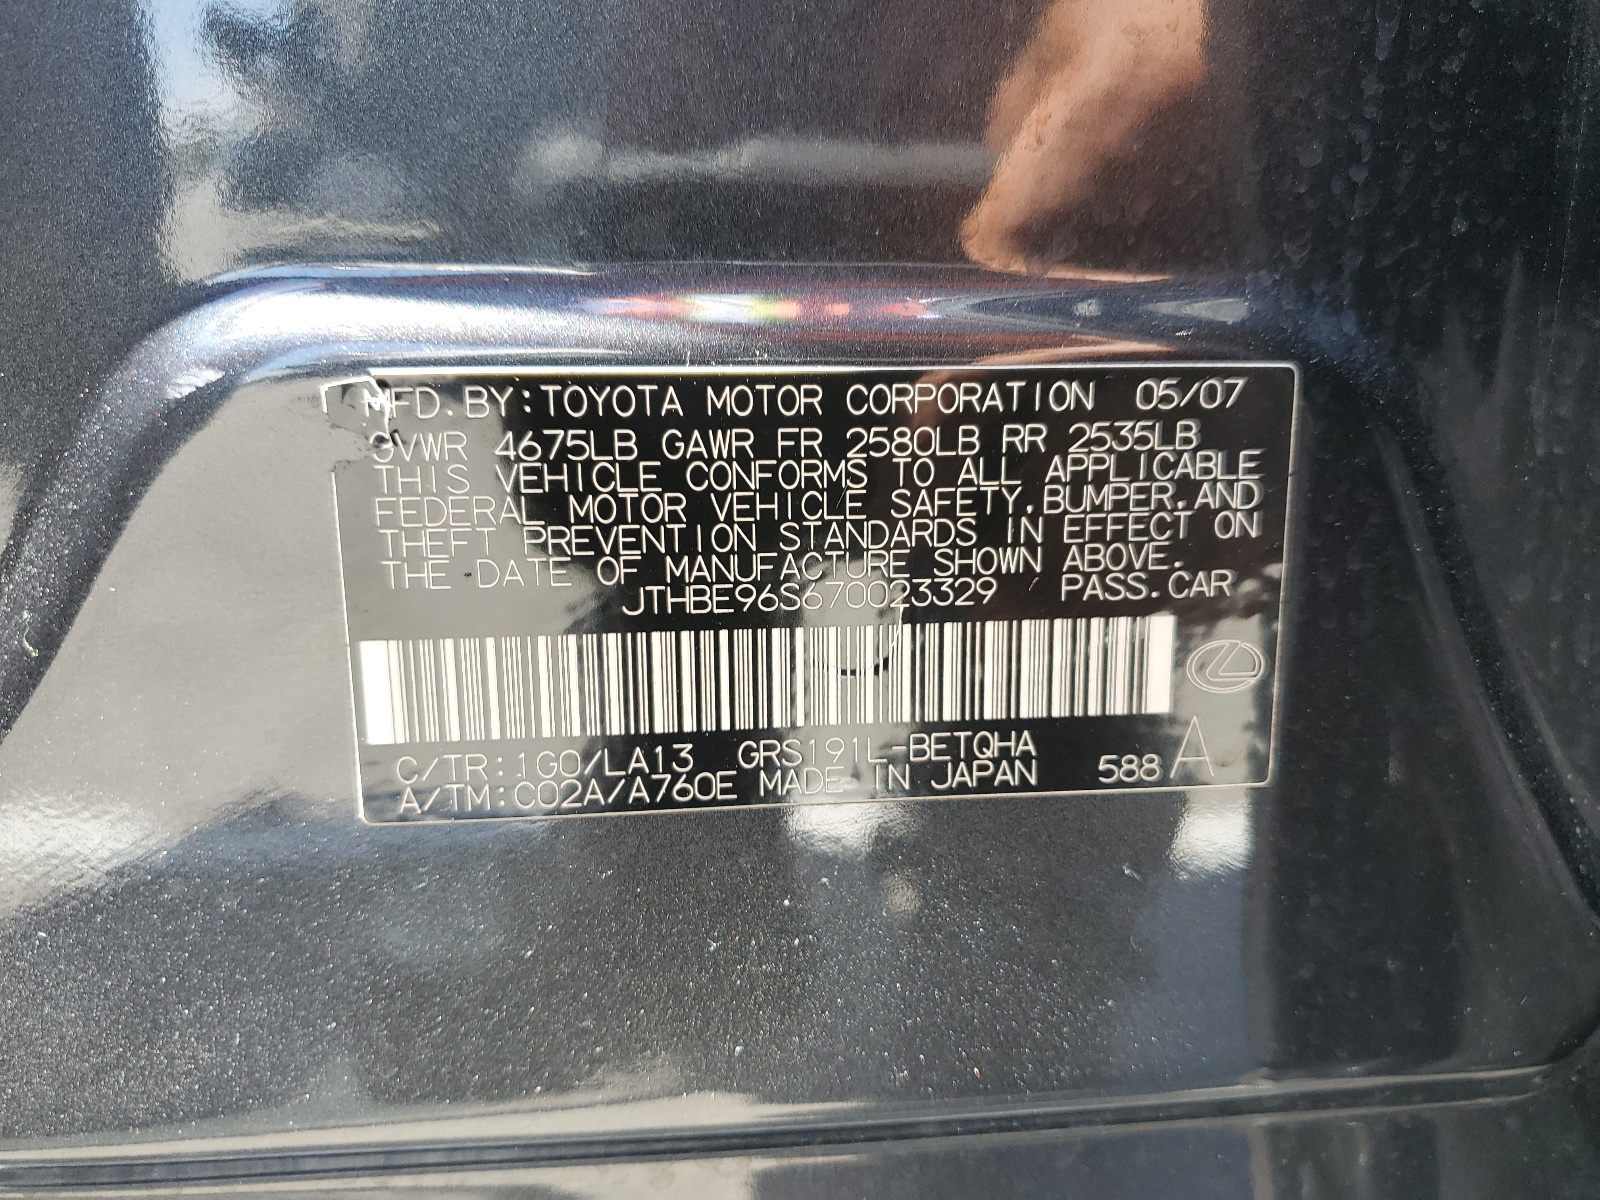 MFD. BY: TOYOTA MOTOR CORPORATION 05/07
GVWR 4675LB GAWR FR 2580LB RR 2535LB
THIS VEHICLE CONFORMS TO ALL APPLICABLE
FEDERAL MOTOR VEHICLE SAFETY, BUMPER, AND
THEFT PREVENTION STANDARDS IN EFFECT ON
THE DATE OF MANUFACTURE SHOWN ABOVE.
JTHBE96S670023329 PASS. CAR
C/TR: 1G0/LA13 GRS191L-BETQHA
A/TM: C02A/A760E MADE IN JAPAN 588 A